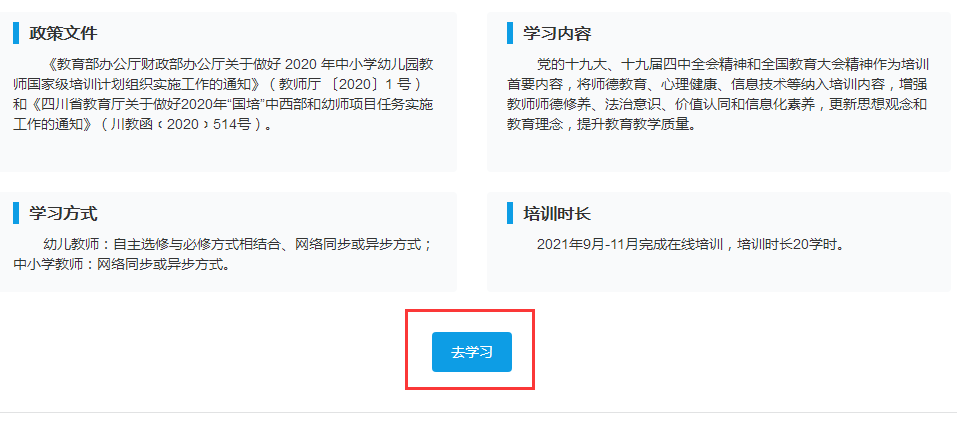 政策文件
《教育部办公厅财政部办公厅关于做好 2020 年中小学幼儿园教
师国家级培训计划组织实施工作的通知》（教师厅 〔2020〕1 号）
和《四川省教育厅关于做好2020年“国培”中西部和幼师项目任务实施
工作的通知》（川教函﹝2020﹞514号）。
学习内容
党的十九大、十九届四中全会精神和全国教育大会精神作为培训
首要内容，将师德教育、心理健康、信息技术等纳入培训内容，增强
教师师德修养、法治意识、价值认同和信息化素养，更新思想观念和
教育理念，提升教育教学质量。
学习方式
幼儿教师：自主选修与必修方式相结合、网络同步或异步方式；
中小学教师：网络同步或异步方式。
培训时长
2021年9月-11月完成在线培训，培训时长20学时。
去学习